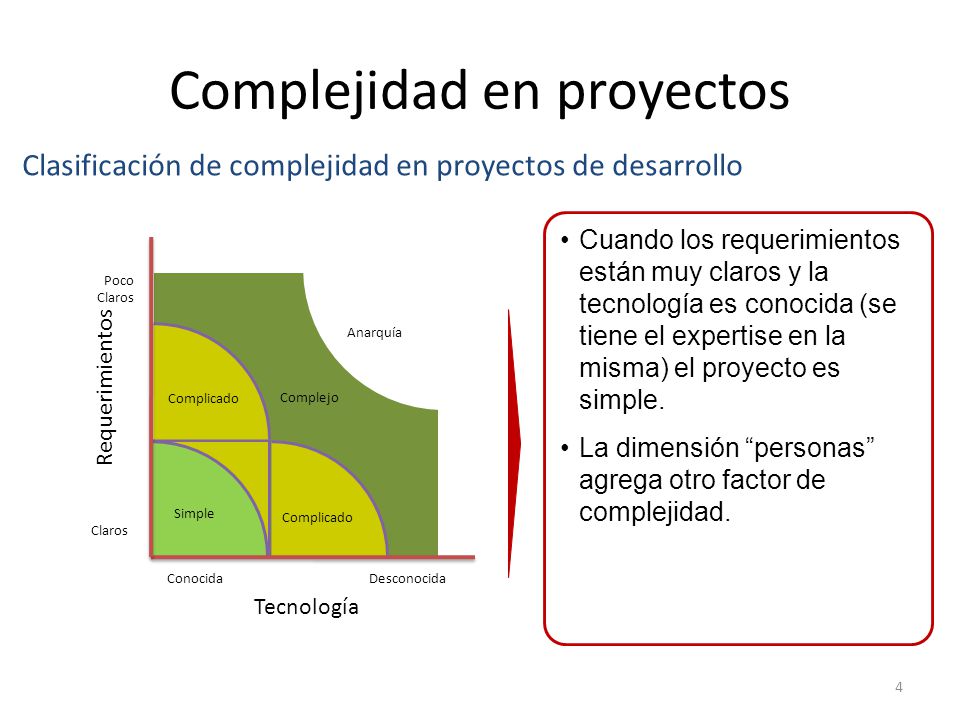 Complejidad en proyectos
Clasificación de complejidad en proyectos de desarrollo
Poco
Claros
Requerimientos
Claros
Anarquía
Complicado
Complejo
Simple
Complicado
Conocida
Desconocida
Tecnología
• Cuando los requerimientos
están muy claros y la
tecnología es conocida (se
tiene el expertise en la
misma) el proyecto es
simple.
• La dimensión “personas”
agrega otro factor de
complejidad.
4